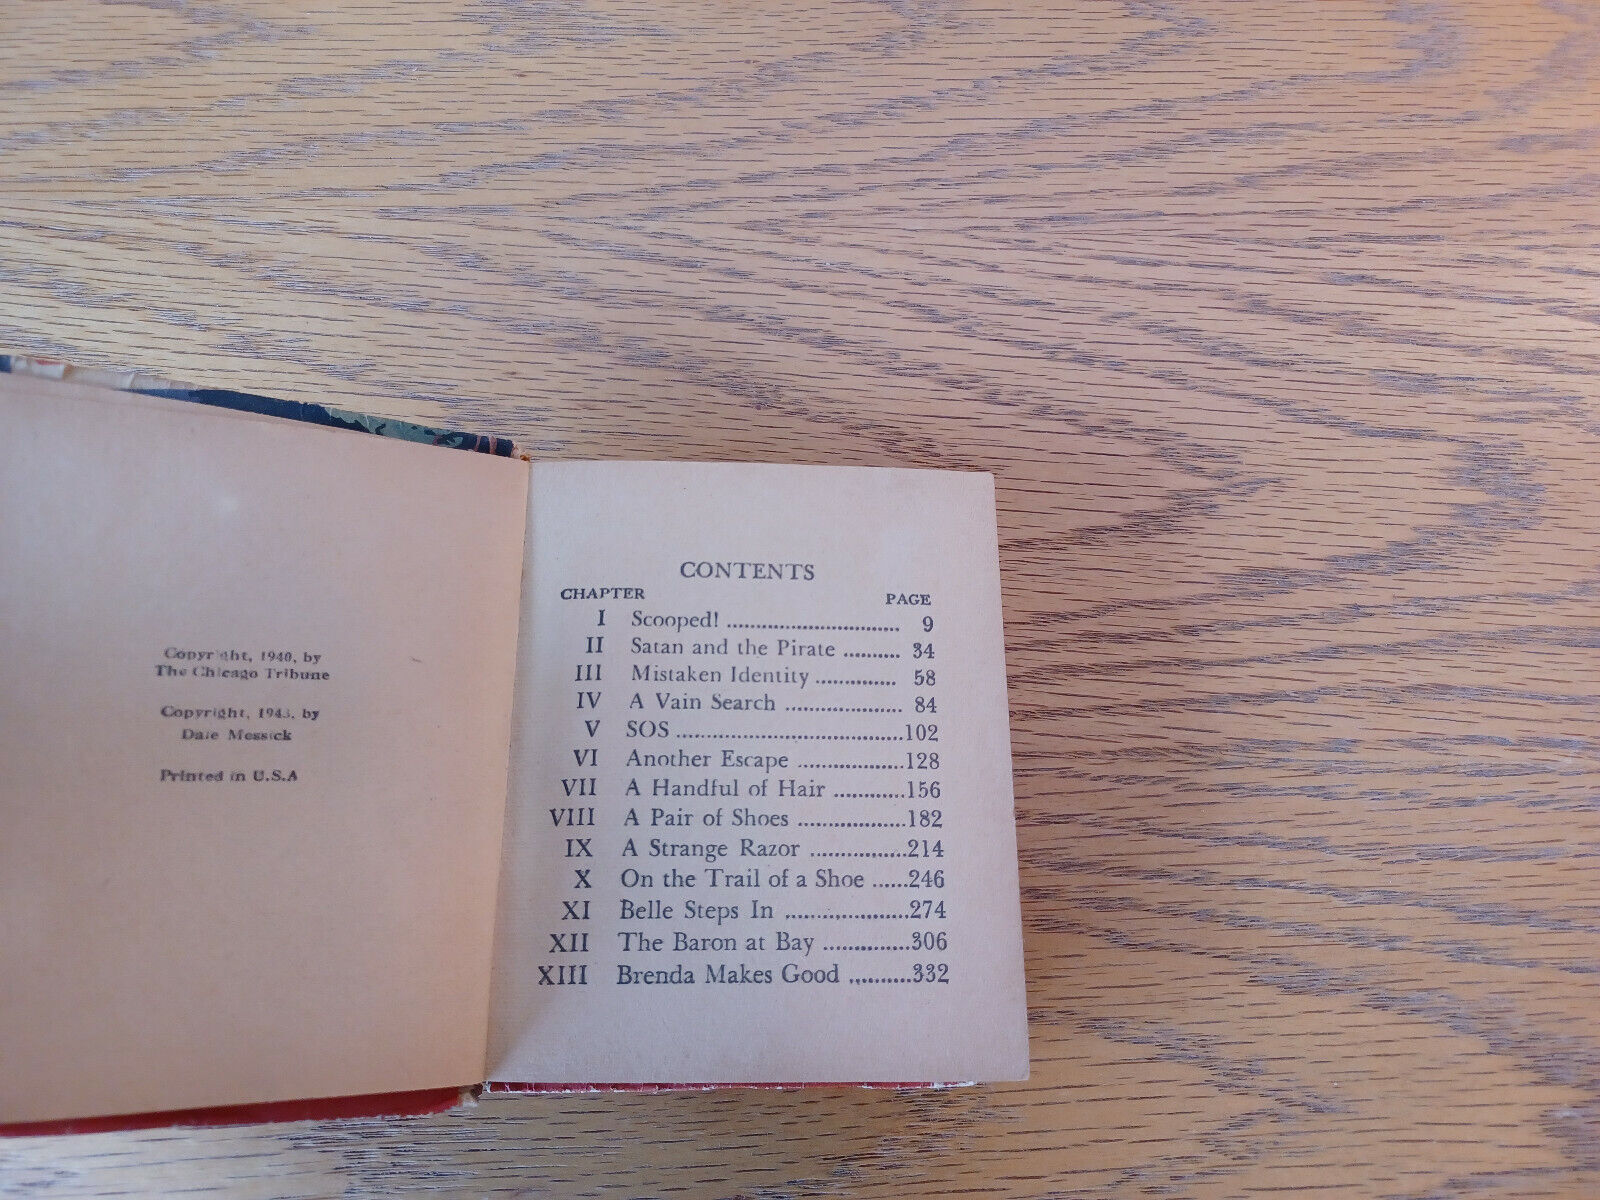 Copyright, 1940, by
The Chicago Tribune
Copyright, 1943, by
Dale Messick
Printed in U.S.A
CONTENTS
CHAPTER PAGE
I Scooped! .............................. 9
II Satan and the Pirate .......... 34
III Mistaken Identity .............. 58
IV A Vain Search .................... 84
V SOS .......................................102
VI Another Escape ..................128
VII A Handful of Hair ............156
VIII A Pair of Shoes ..................182
IX A Strange Razor ................214
X On the Trail of a Shoe ......246
XI Belle Steps In .....................274
XII The Baron at Bay ...............306
XIII Brenda Makes Good ..........332